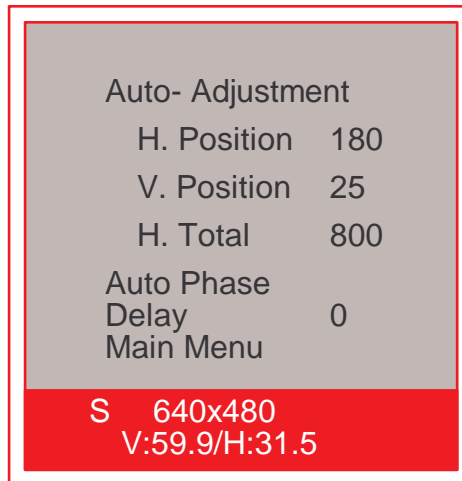 Auto- Adjustment
H. Position 180
V. Position 25
H. Total 800
Auto Phase
Delay 0
Main Menu
S 640x480
V:59.9/H:31.5